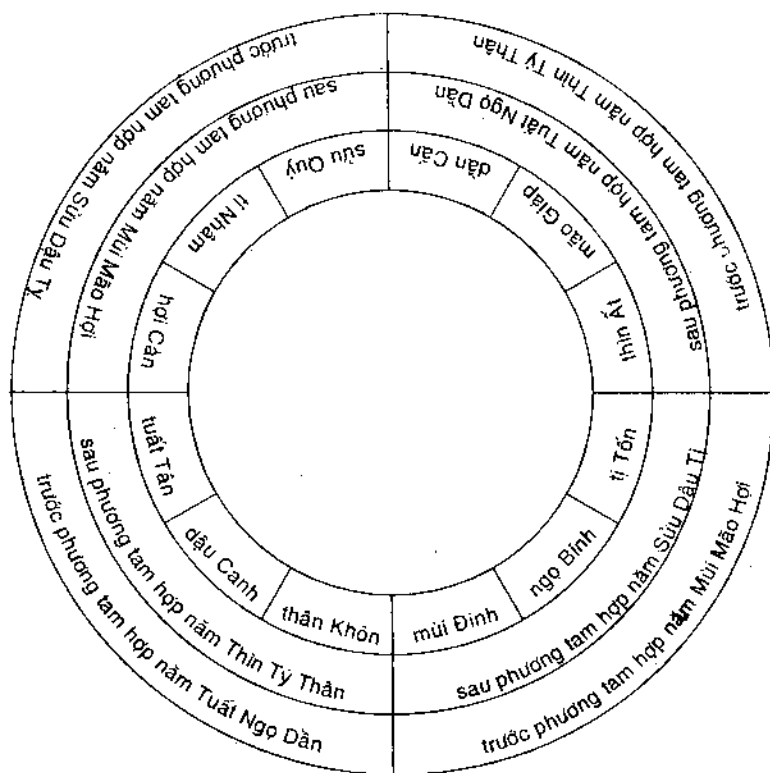 trước phương tam hợp năm Sửu Dậu Tỵ
trước phương tam hợp năm Thìn Tý Thân
sau phương tam hợp năm Mùi Mão Hợi
sau phương tam hợp năm Tuất Ngọ Dần
hợi Càn
tí Nhâm
sửu Quý
dần Cấn
mão Giáp
thìn Ất
tị Tốn
ngọ Bính
mùi Đinh
thân Khôn
dậu Canh
tuất Tân
sau phương tam hợp năm Thìn Tý Thân
sau phương tam hợp năm Sửu Dậu Tị
trước phương tam hợp năm Tuất Ngọ Dần
trước phương tam hợp năm Mùi Mão Hợi